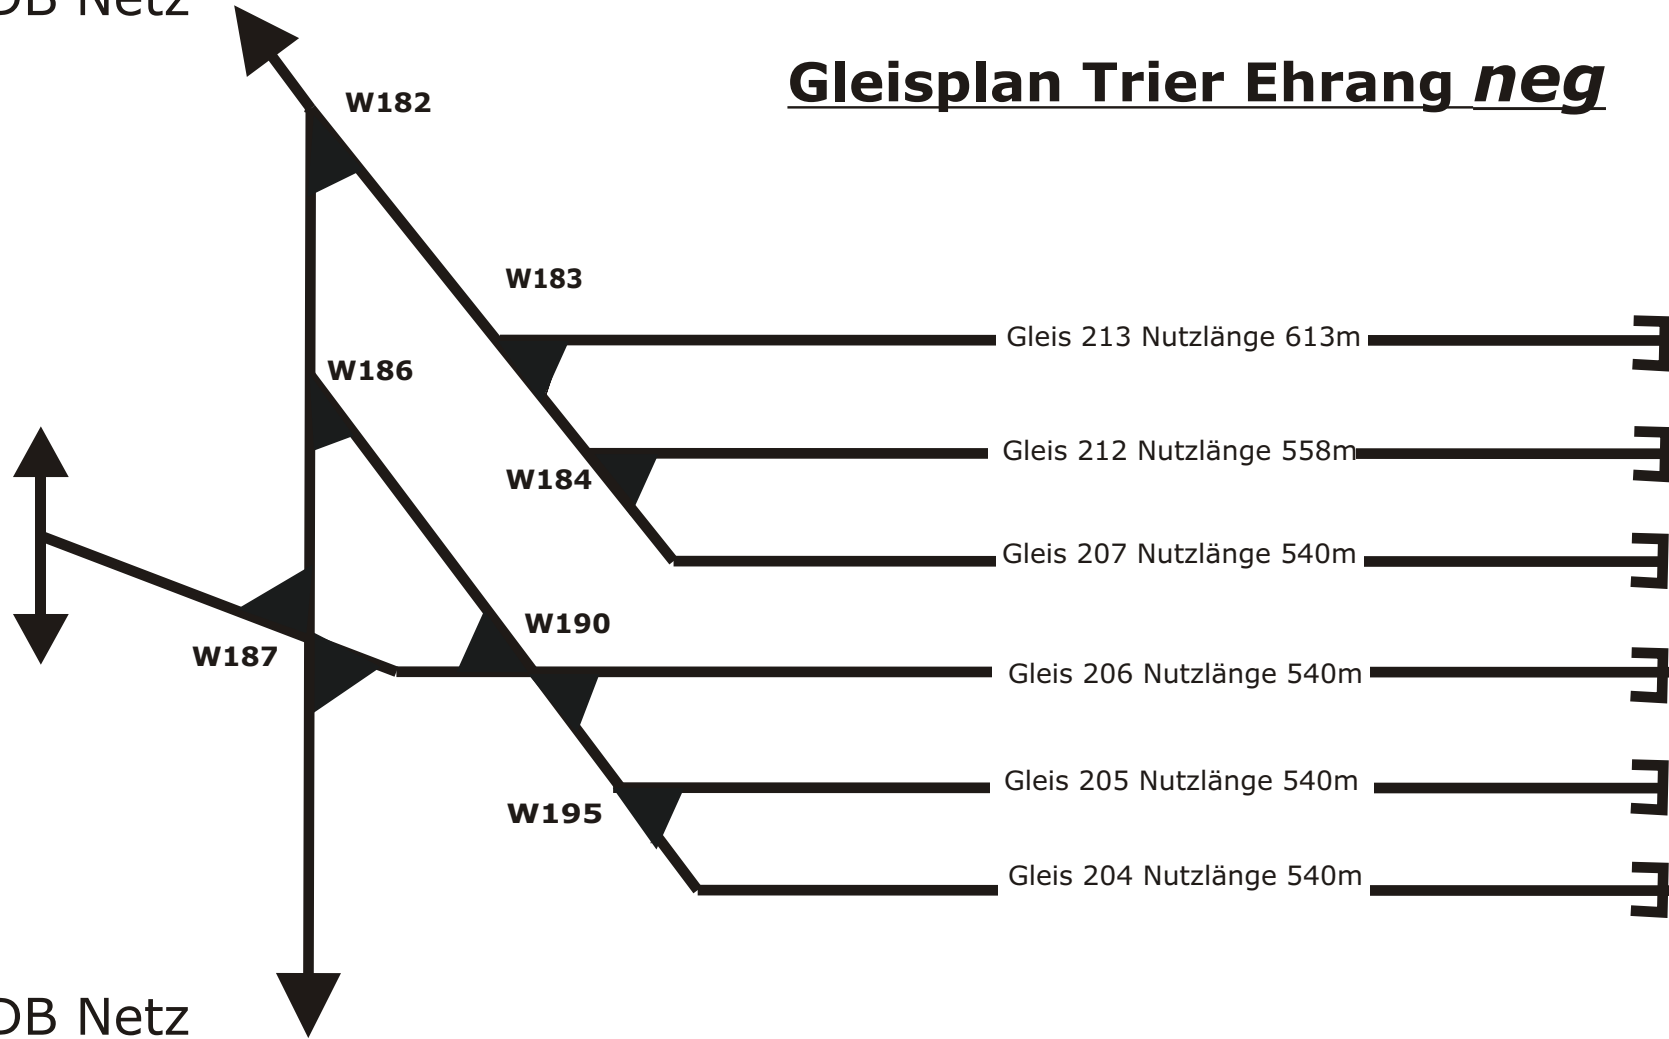 DB Netz
Gleisplan Trier Ehrang neg
W182
W183
Gleis 213 Nutzlänge 613m
W186
Gleis 212 Nutzlänge 558m
W184
Gleis 207 Nutzlänge 540m
W190
W187
Gleis 206 Nutzlänge 540m
Gleis 205 Nutzlänge 540m
W195
Gleis 204 Nutzlänge 540m
DB Netz